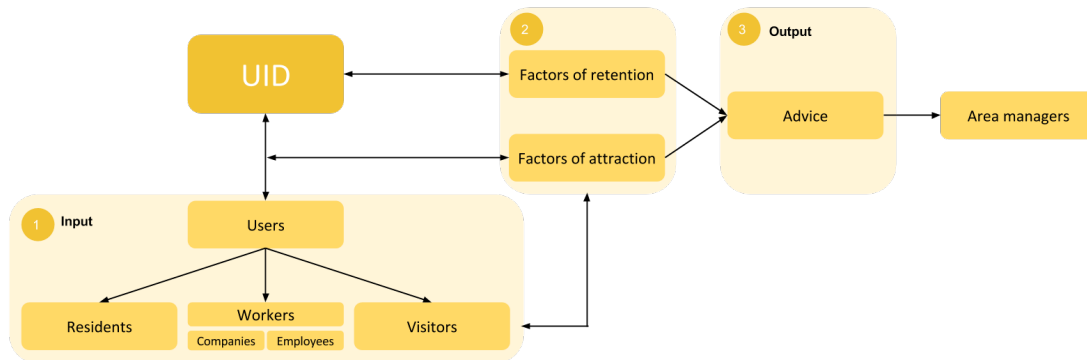 UID
2
Factors of retention
Factors of attraction
3
Output
Advice
Area managers
1
Input
Users
Residents
Workers
Companies
Employees
Visitors